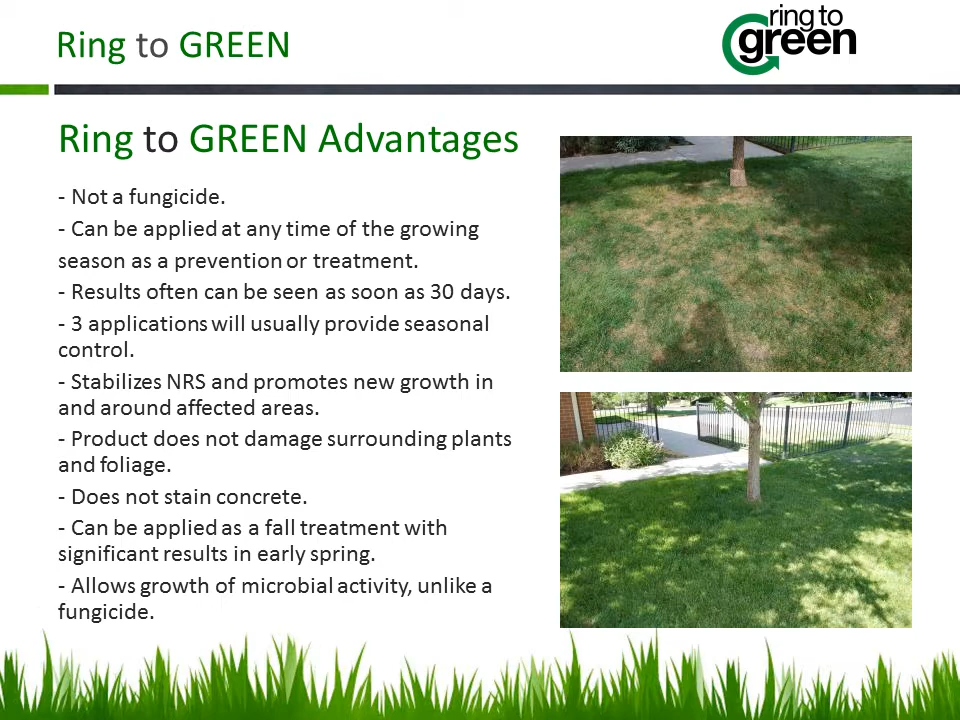 Ring to GREEN
ring to
green
Ring to GREEN Advantages
- Not a fungicide.
- Can be applied at any time of the growing
season as a prevention or treatment.
- Results often can be seen as soon as 30 days.
- 3 applications will usually provide seasonal
control.
- Stabilizes NRS and promotes new growth in
and around affected areas.
- Product does not damage surrounding plants
and foliage.
- Does not stain concrete.
- Can be applied as a fall treatment with
significant results in early spring.
- Allows growth of microbial activity, unlike a
fungicide.